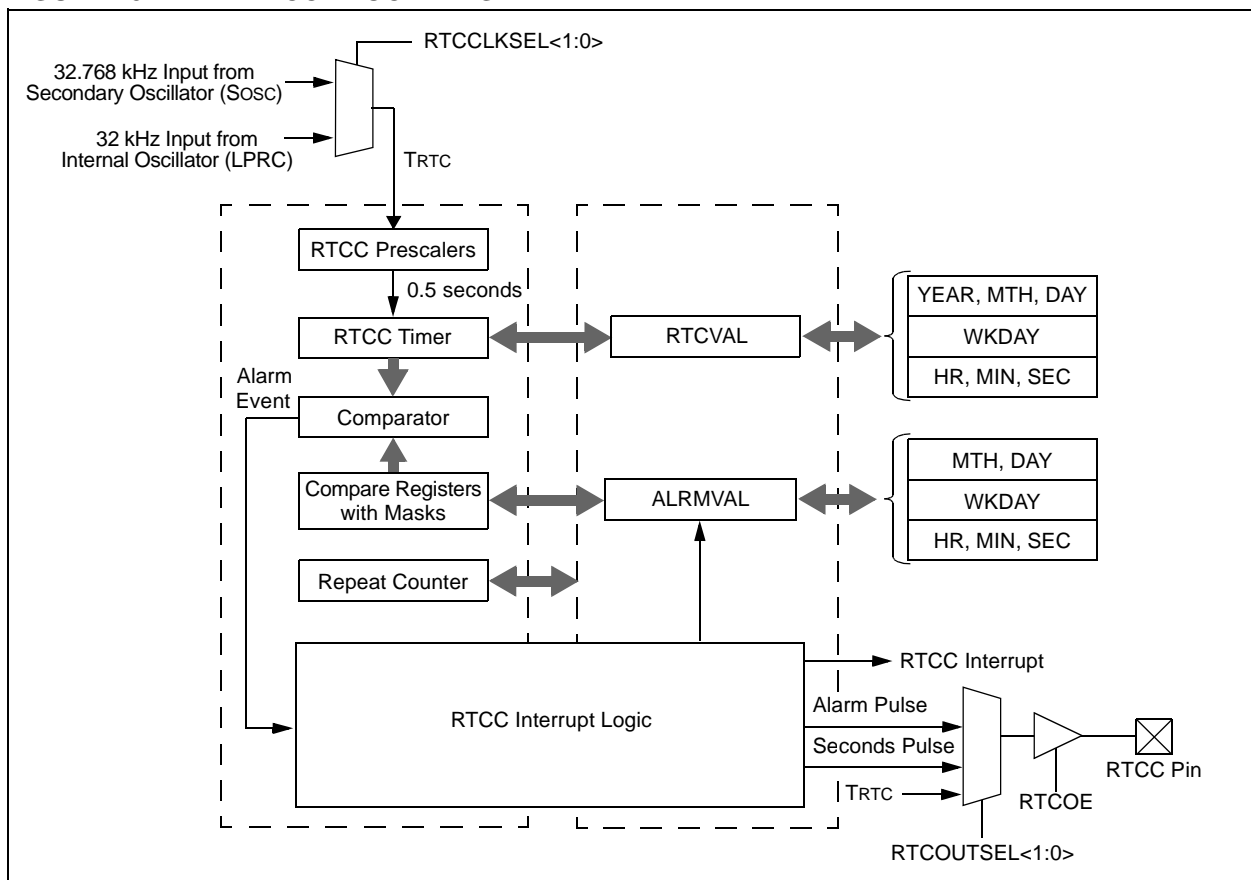 RTCCLKSEL<1:0>
32.768 kHz Input from
Secondary Oscillator (SOSC)
32 kHz Input from
Internal Oscillator (LPRC)
TRTC
RTCC Prescalers
0.5 seconds
RTCC Timer
RTCVAL
YEAR, MTH, DAY
WKDAY
HR, MIN, SEC
Alarm
Event
Comparator
Compare Registers
with Masks
ALRMVAL
MTH, DAY
WKDAY
HR, MIN, SEC
Repeat Counter
RTCC Interrupt Logic
RTCC Interrupt
Alarm Pulse
Seconds Pulse
TRTC
RTCC Pin
RTCOE
RTCOUTSEL<1:0>